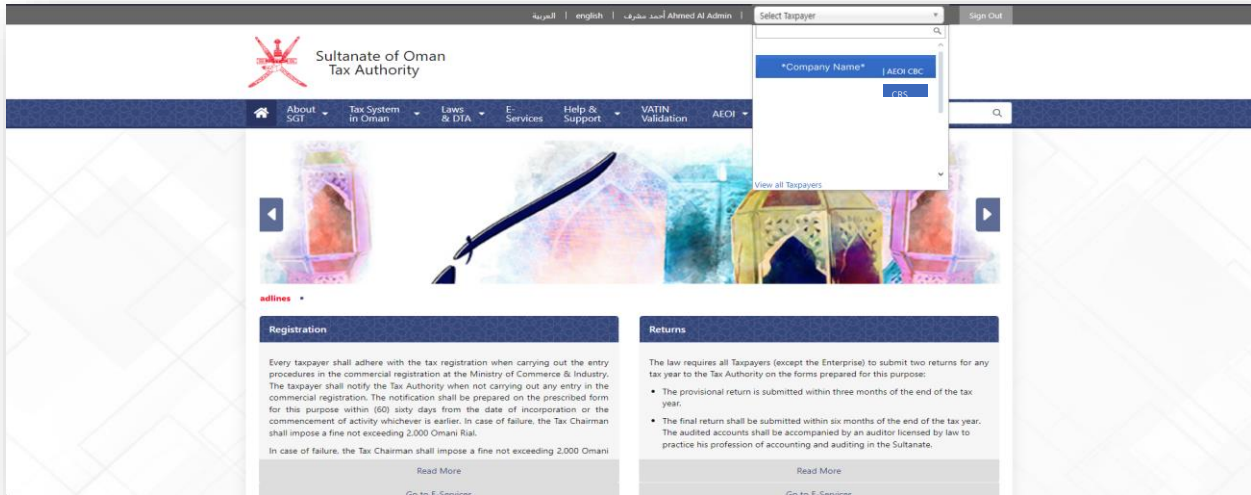 العربية | english | أحمد مشرف Ahmed Al Admin | Select Taxpayer Sign Out
Sultanate of Oman
Tax Authority
*Company Name* | AEOI CBC
CRS
View all Taxpayers
About SGT
Tax System in Oman
Laws & DTA
E-Services
Help & Support
VATIN Validation
AEOI
adlines
Registration
Every taxpayer shall adhere with the tax registration when carrying out the entry
procedures in the commercial registration at the Ministry of Commerce & Industry.
The taxpayer shall notify the Tax Authority when not carrying out any entry in the
commercial registration. The notification shall be prepared on the prescribed form
for this purpose within (60) sixty days from the date of incorporation or the
commencement of activity whichever is earlier. In case of failure, the Tax Chairman
shall impose a fine not exceeding 2,000 Omani Rial.
In case of failure, the Tax Chairman shall impose a fine not exceeding 2,000 Omani
Read More
Go to E-Services
Returns
The law requires all Taxpayers (except the Enterprise) to submit two returns for any
tax year to the Tax Authority on the forms prepared for this purpose:
• The provisional return is submitted within three months of the end of the tax
year.
• The final return shall be submitted within six months of the end of the tax year.
The audited accounts shall be accompanied by an auditor licensed by law to
practice his profession of accounting and auditing in the Sultanate.
Read More
Go to E-Services